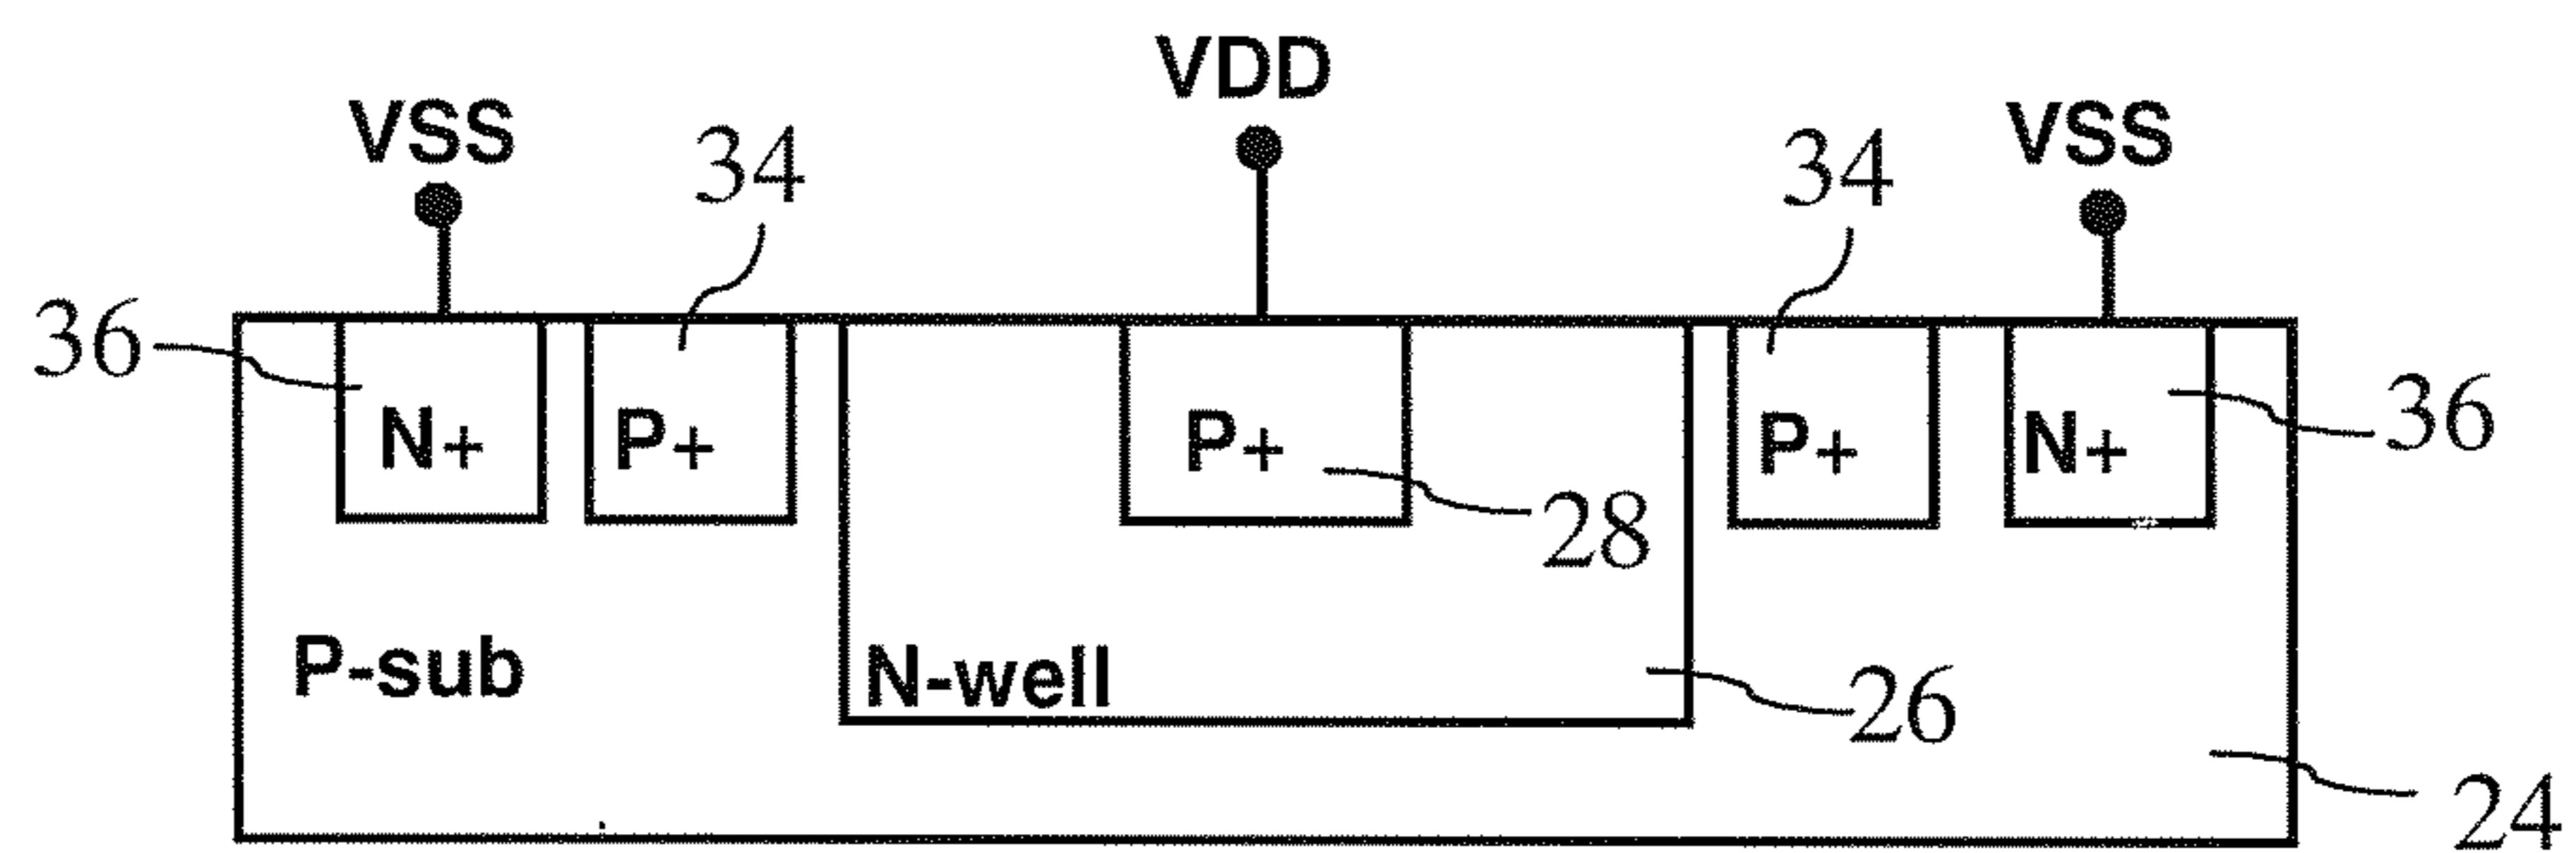 VDD
VSS 34 34 VSS
36 N+ P+ P+ P+ N+ 36
28
P-sub N-well 26
24